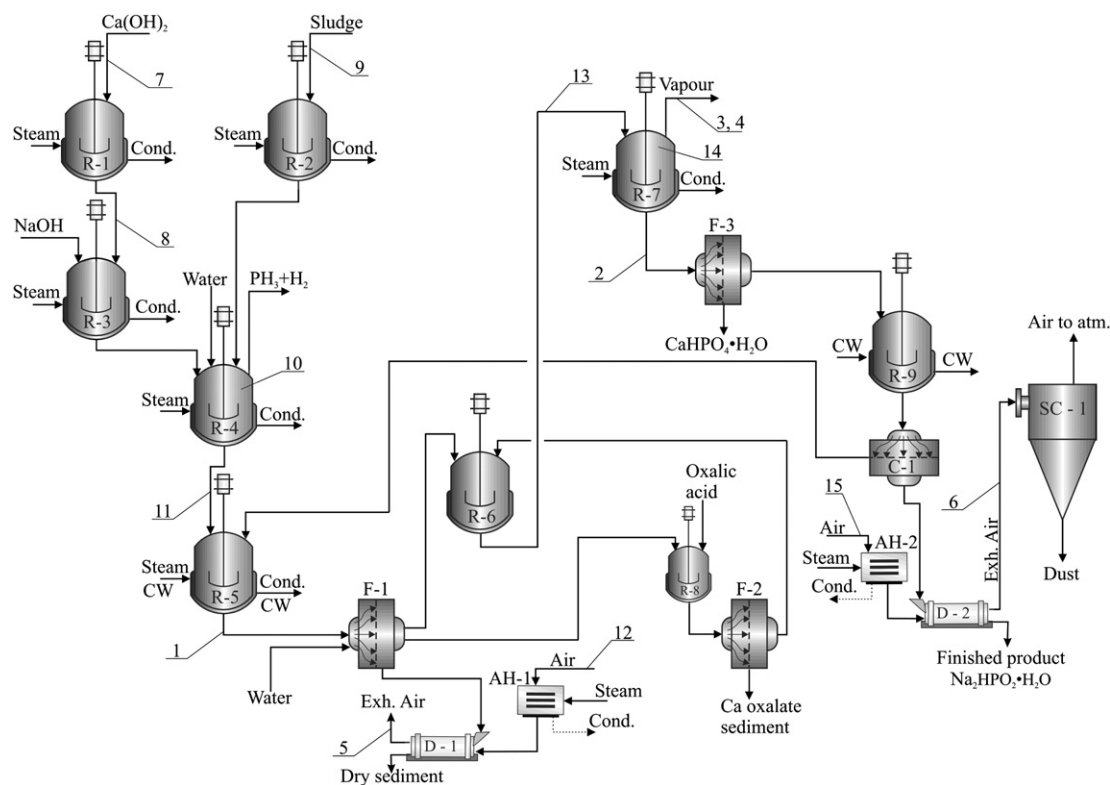 Ca(OH)₂
Sludge
7
9
13
Vapour
3, 4
Steam
R-1
Cond.
Steam
R-2
Cond.
14
Steam
R-7
Cond.
NaOH
8
F-3
2
Water
PH₃+H₂
Steam
R-3
Cond.
Air to atm.
CaHPO₄•H₂O
CW
R-9
CW
10
Steam
R-4
Cond.
SC - 1
C-1
11
R-6
Oxalic
acid
15
6
Air
AH-2
Exh. Air
Steam
CW
R-5
Cond.
CW
Steam
Cond.
Dust
F-1
R-8
F-2
D - 2
1
12
Finished product
Na₂HPO₂•H₂O
Water
Air
AH-1
Steam
Exh. Air
Cond.
Ca oxalate
sediment
5
D - 1
Dry sediment